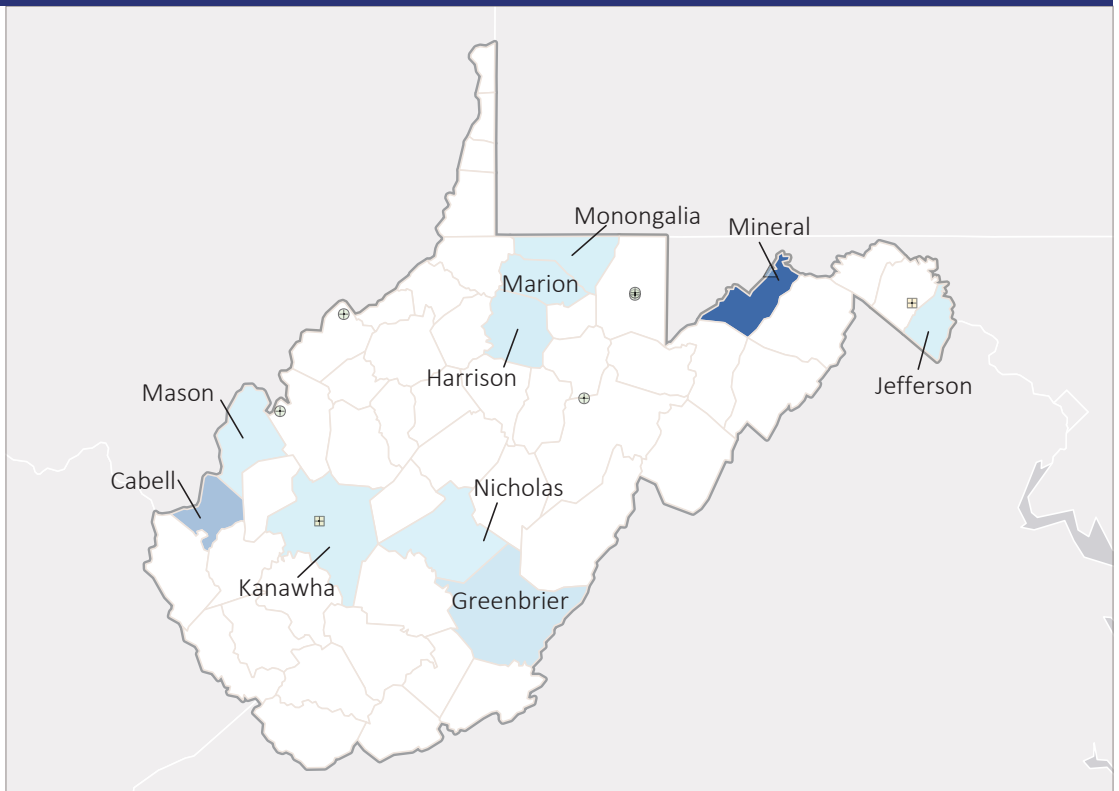 Monongalia
Mineral
Marion
Harrison
Jefferson
Mason
Cabell
Nicholas
Kanawha
Greenbrier